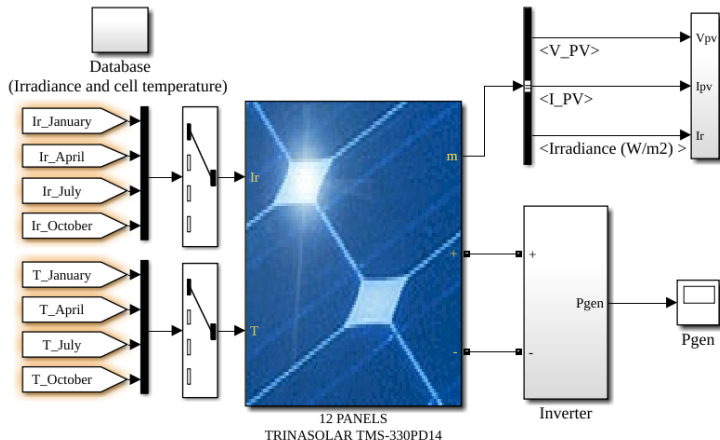 Database
(Irradiance and cell temperature)
Ir_January
Ir_April
Ir_July
Ir_October
T_January
T_April
T_July
T_October
Ir
T
m
+
-
12 PANELS
TRINASOLAR TMS-330PD14
<V_PV>
<I_PV>
<Irradiance (W/m2) >
Vpv
Ipv
Ir
+
-
Pgen
Inverter
Pgen